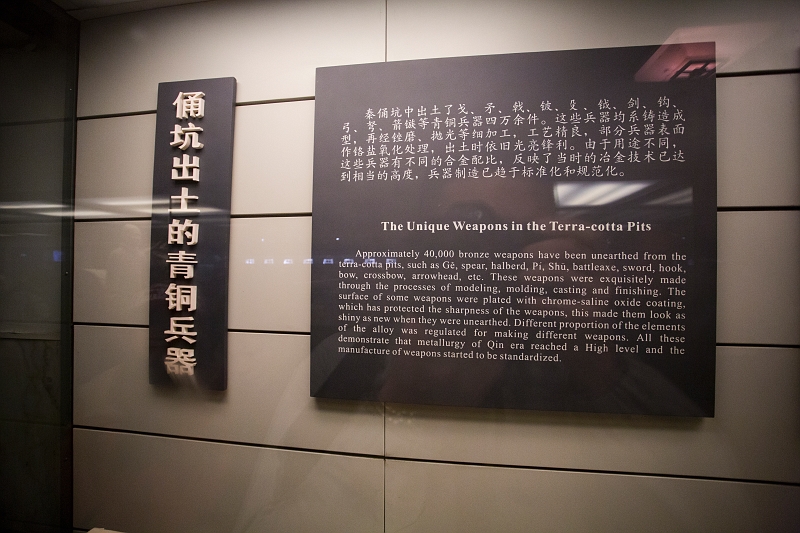 俑坑出土的青铜兵器
秦俑坑中出土了戈、矛、戟、铍、殳、钺、剑、钩、
弓、弩、箭镞等青铜兵器四万余件。这些兵器均系铸造成
型，再经锉磨、抛光等细加工，工艺精良，部分兵器表面
作铬盐氧化处理，出土时依旧光亮锋利。由于用途不同，
这些兵器有不同的合金配比，反映了当时的冶金技术已达
到相当的高度，兵器制造已趋于标准化和规范化。
The Unique Weapons in the Terra-cotta Pits
Approximately 40,000 bronze weapons have been unearthed from the
terra-cotta pits, such as Gē, spear, halberd, Pi, Shū, battleaxe, sword, hook,
bow, crossbow, arrowhead, etc. These weapons were exquisitely made
through the processes of modeling, molding, casting and finishing. The
surface of some weapons were plated with chrome-saline oxide coating,
which has protected the sharpness of the weapons, this made them look as
shiny as new when they were unearthed. Different proportion of the elements
of the alloy was regulated for making different weapons. All these
demonstrate that metallurgy of Qin era reached a High level and the
manufacture of weapons started to be standardized.